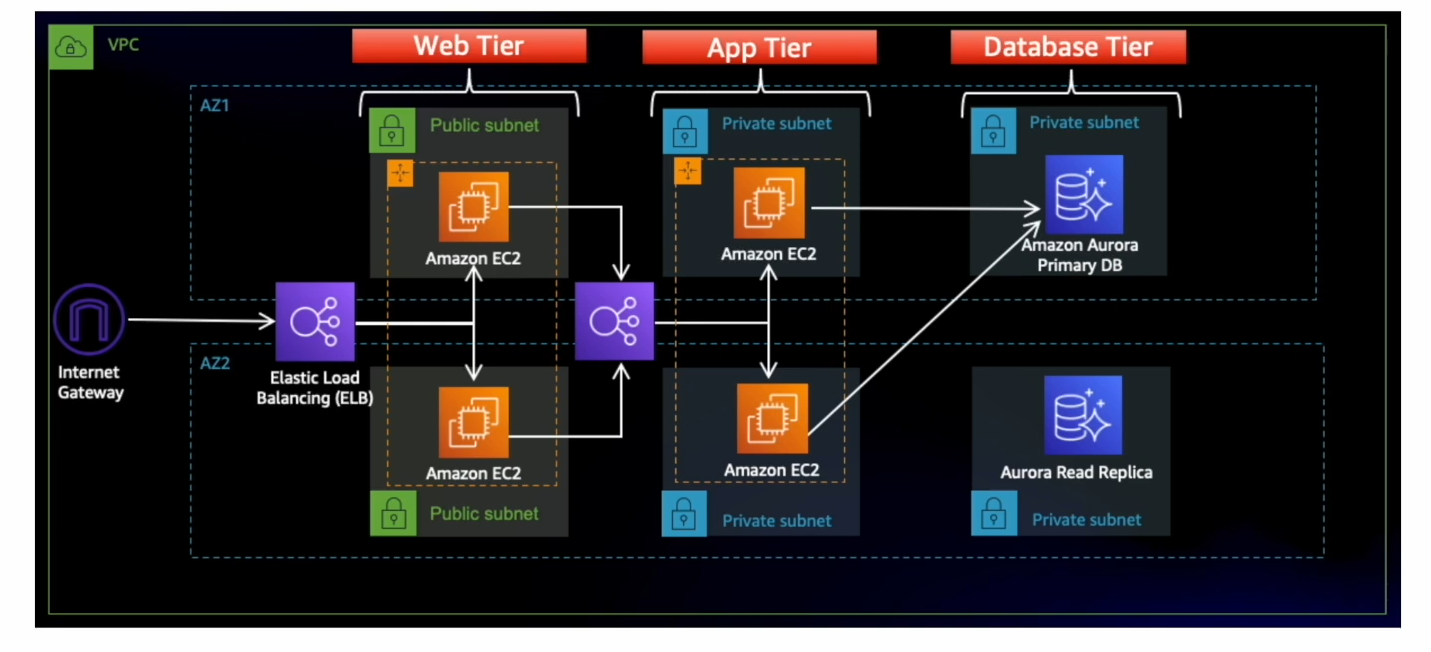 VPC
Web Tier
App Tier
Database Tier
AZ1
Public subnet
Private subnet
Private subnet
Amazon EC2
Amazon EC2
Amazon Aurora
Primary DB
Internet
Gateway
Elastic Load
Balancing (ELB)
AZ2
Amazon EC2
Amazon EC2
Aurora Read Replica
Public subnet
Private subnet
Private subnet